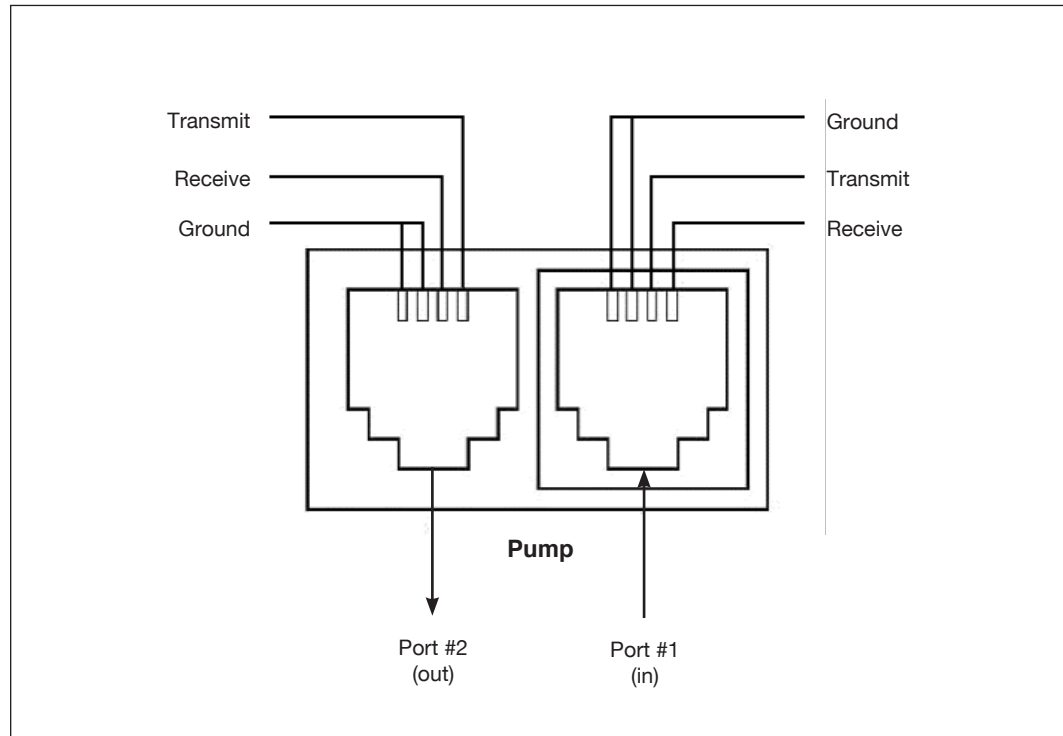 Transmit
Receive
Ground
Ground
Transmit
Receive
Pump
Port #2
(out)
Port #1
(in)